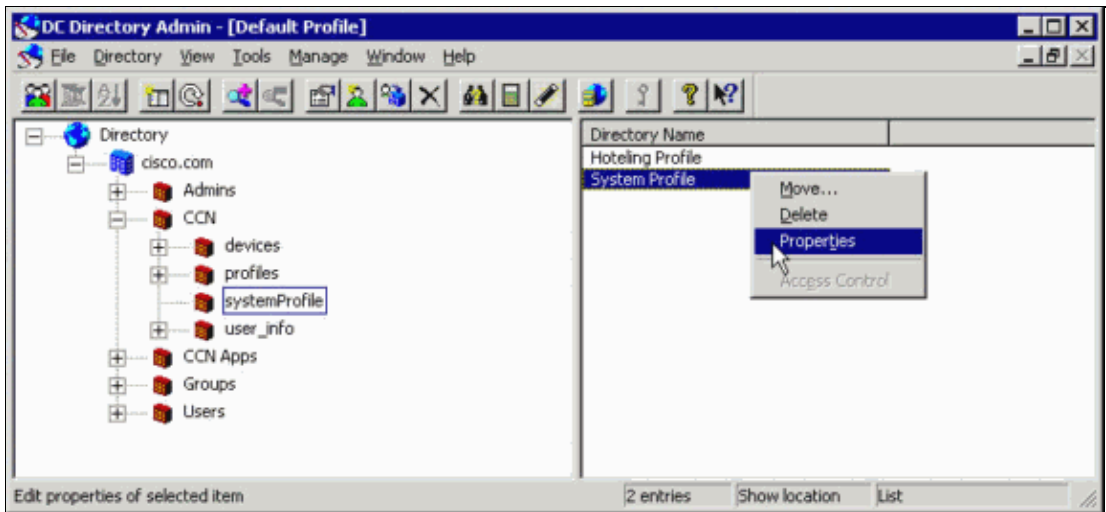 DC Directory Admin - [Default Profile]
File Directory View Tools Manage Window Help
Directory
cisco.com
Admins
CCN
devices
profiles
systemProfile
user_info
CCN Apps
Groups
Users
Directory Name
Hoteling Profile
System Profile
Move...
Delete
Properties
Access Control
Edit properties of selected item
2 entries
Show location
List